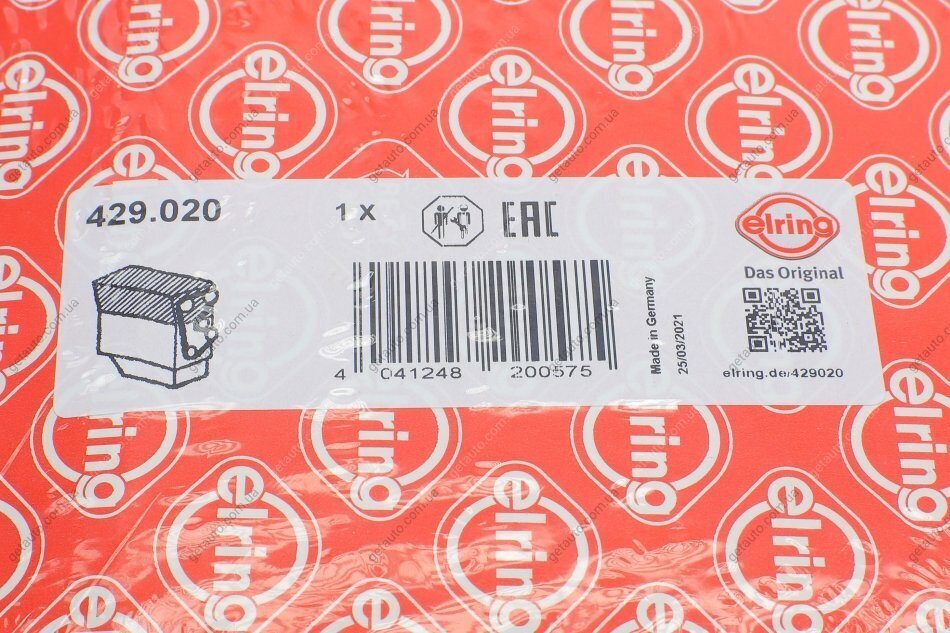 429.020
1 x
EAC
elring
Das Original
4 041248 200575
Made in Germany
25/03/2021
elring.de/429020
elring
getauto.com.ua